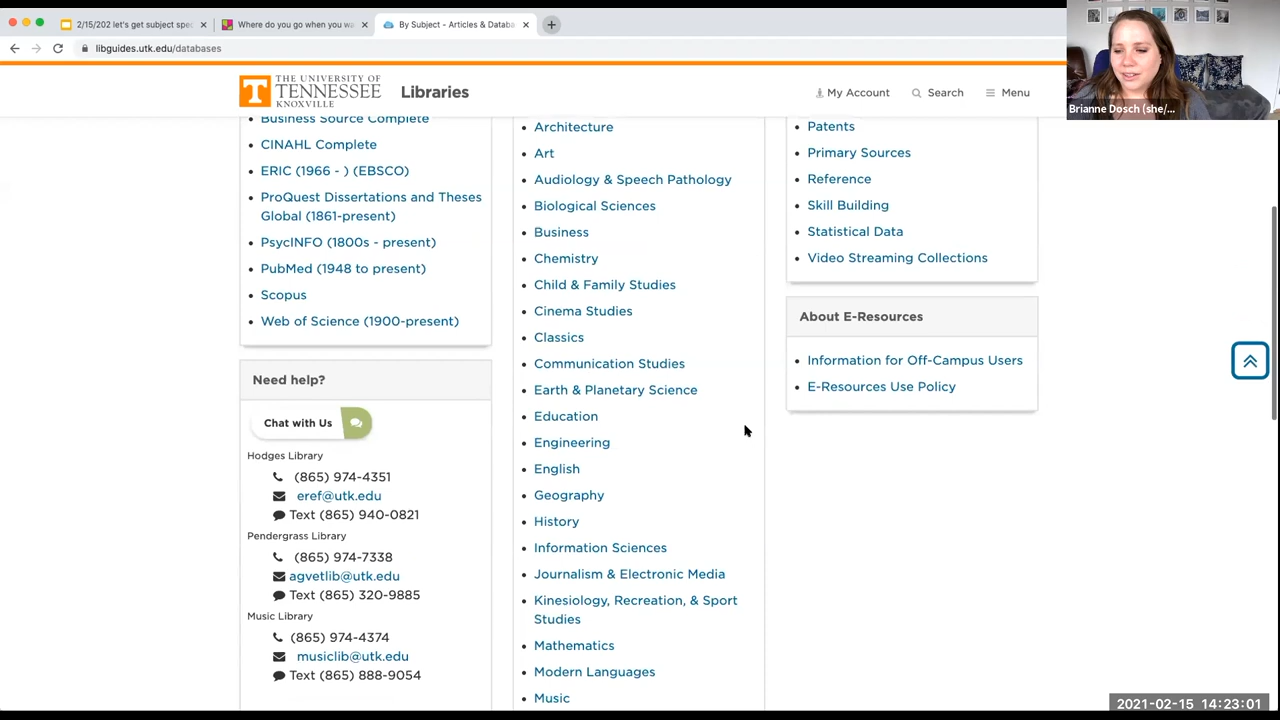 2/15/202 let's get subject spec
Where do you go when you wa
By Subject - Articles & Databa
libguides.utk.edu/databases
Brianne Dosch (she/...
T THE UNIVERSITY OF
TENNESSEE
KNOXVILLE
Libraries
My Account
Search
Menu
Business Source Complete
CINAHL Complete
ERIC (1966 - ) (EBSCO)
ProQuest Dissertations and Theses
Global (1861-present)
PsycINFO (1800s - present)
PubMed (1948 to present)
Scopus
Web of Science (1900-present)
Need help?
Chat with Us
Hodges Library
(865) 974-4351
eref@utk.edu
Text (865) 940-0821
Pendergrass Library
(865) 974-7338
agvetlib@utk.edu
Text (865) 320-9885
Music Library
(865) 974-4374
musiclib@utk.edu
Text (865) 888-9054
Architecture
Art
Audiology & Speech Pathology
Biological Sciences
Business
Chemistry
Child & Family Studies
Cinema Studies
Classics
Communication Studies
Earth & Planetary Science
Education
Engineering
English
Geography
History
Information Sciences
Journalism & Electronic Media
Kinesiology, Recreation, & Sport
Studies
Mathematics
Modern Languages
Music
Patents
Primary Sources
Reference
Skill Building
Statistical Data
Video Streaming Collections
About E-Resources
Information for Off-Campus Users
E-Resources Use Policy
2021-02-15 14:23:01